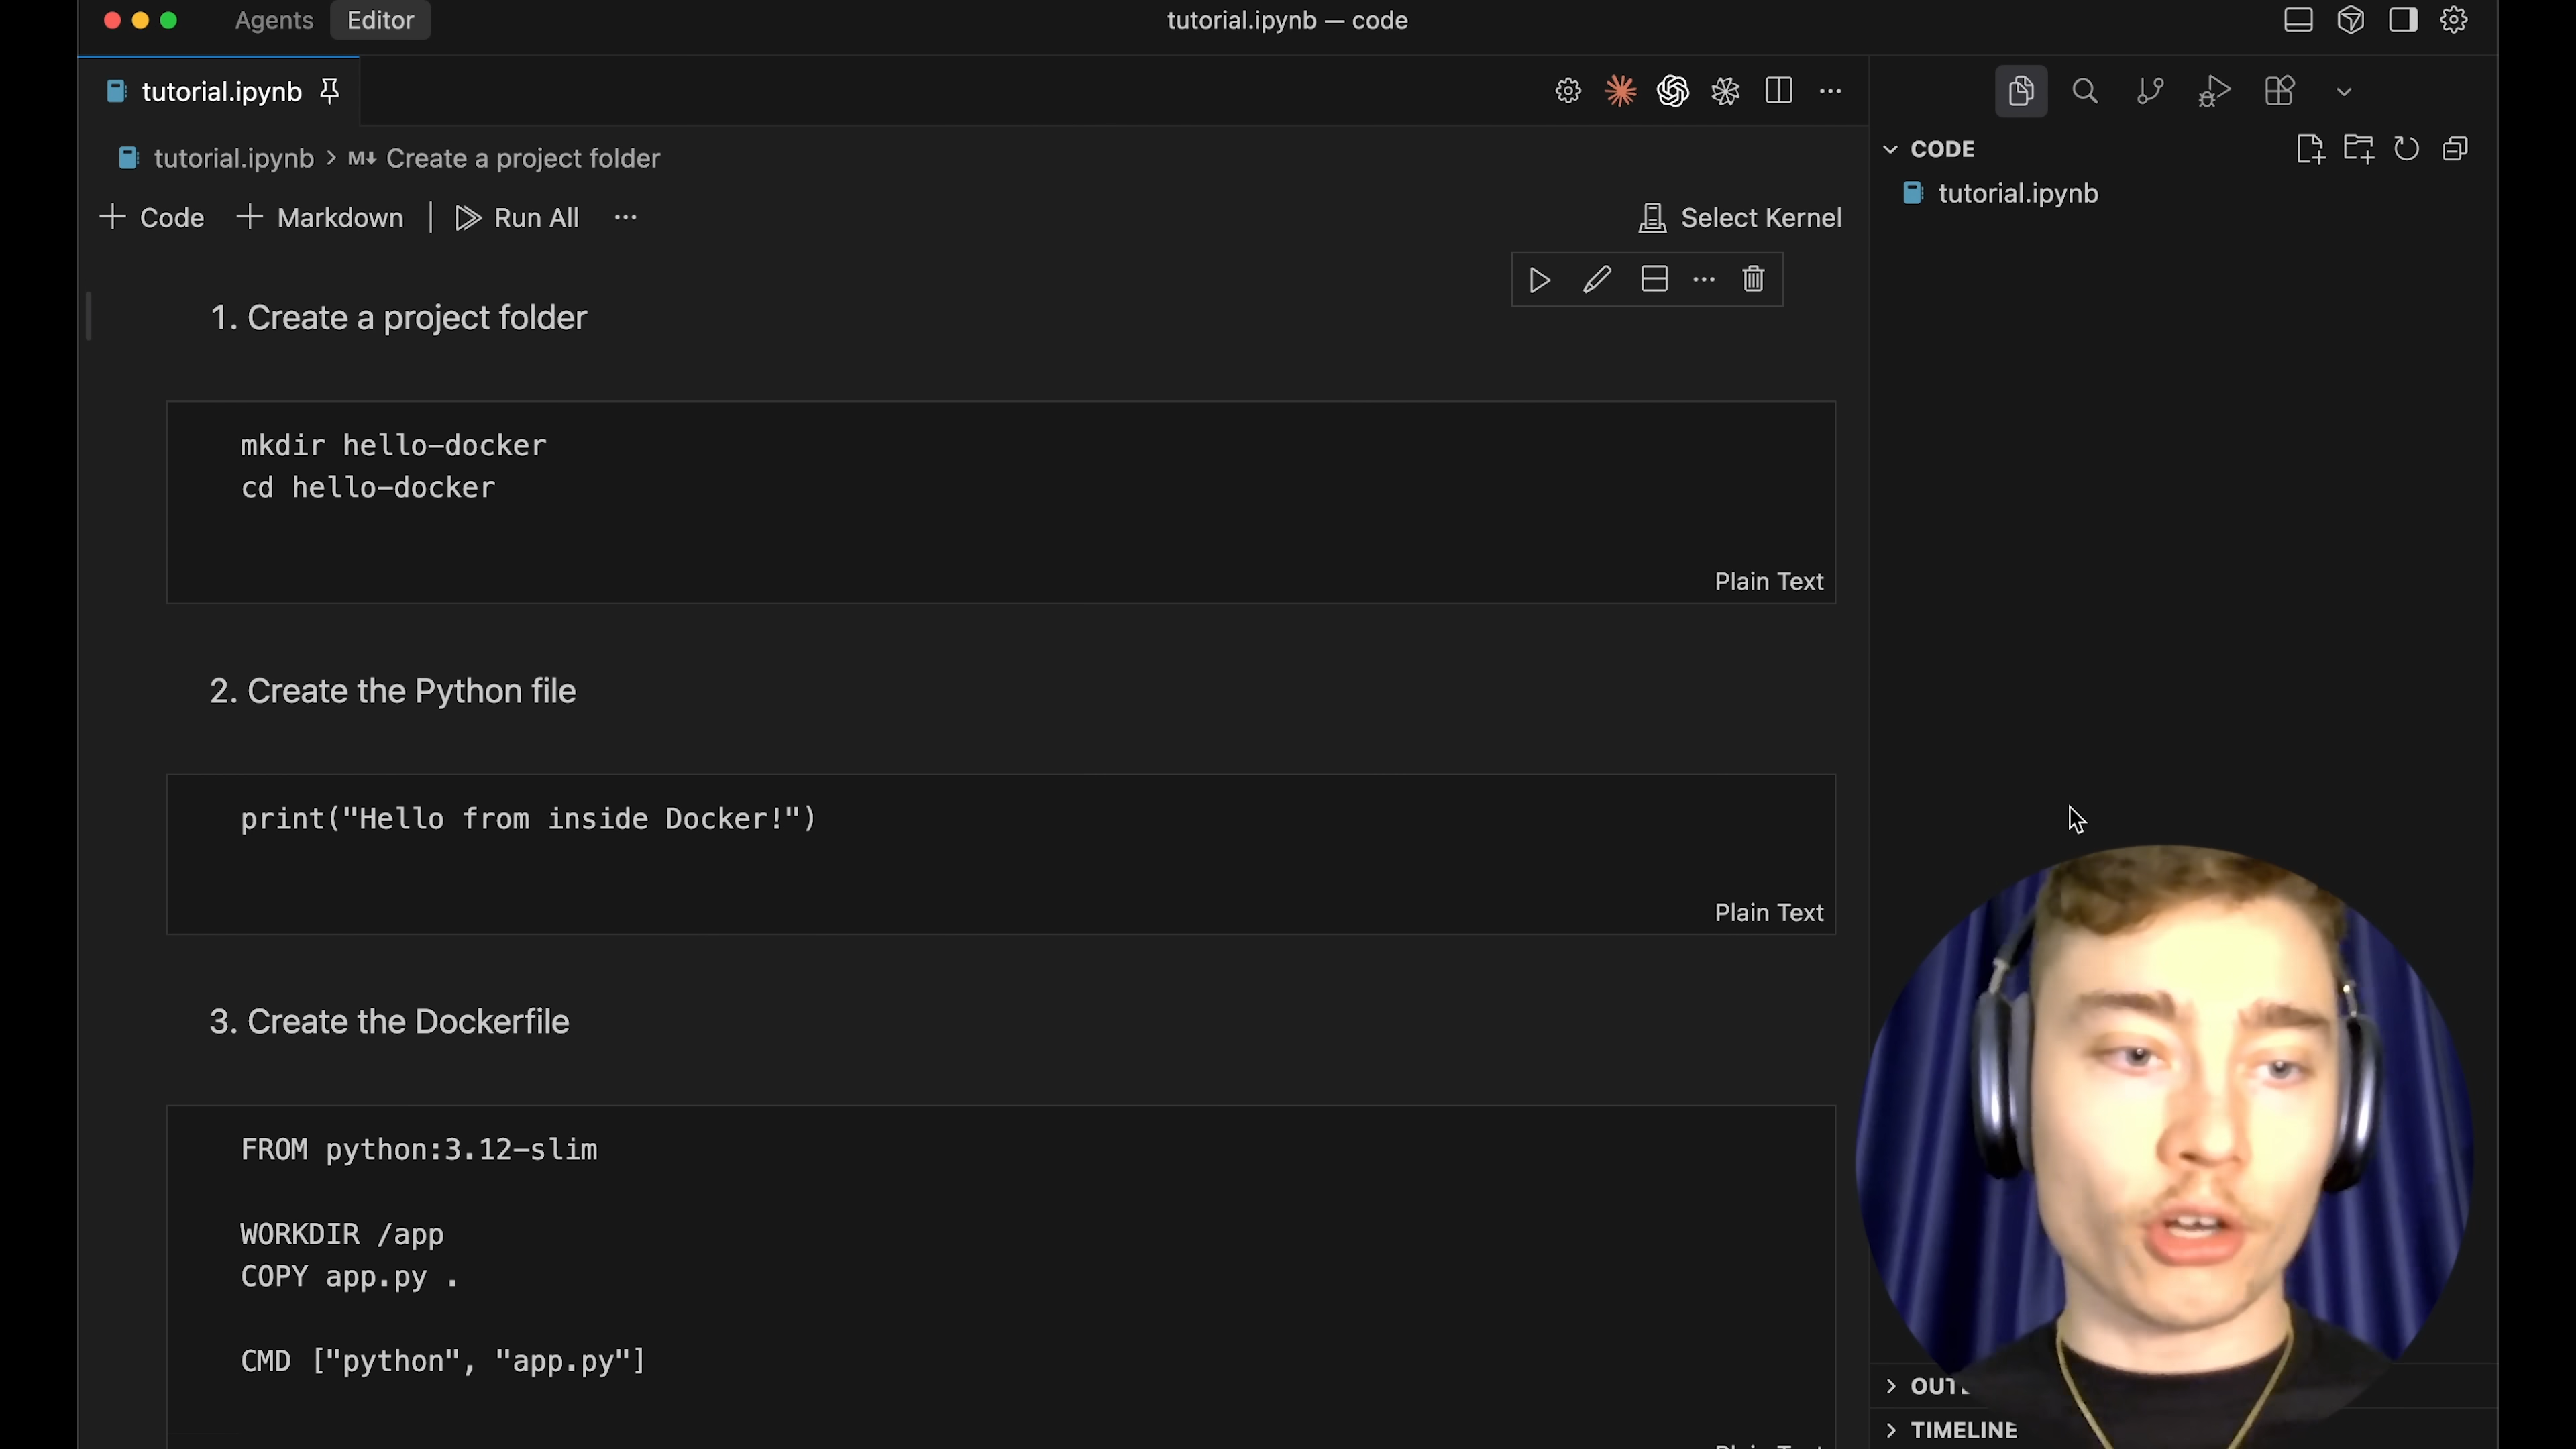 Agents Editor
tutorial.ipynb — code
tutorial.ipynb
tutorial.ipynb > M↓ Create a project folder
+ Code + Markdown | Run All ...
Select Kernel
1. Create a project folder
mkdir hello-docker
cd hello-docker
Plain Text
2. Create the Python file
print("Hello from inside Docker!")
Plain Text
3. Create the Dockerfile
FROM python:3.12-slim
WORKDIR /app
COPY app.py .
CMD ["python", "app.py"]
CODE
tutorial.ipynb
TIMELINE